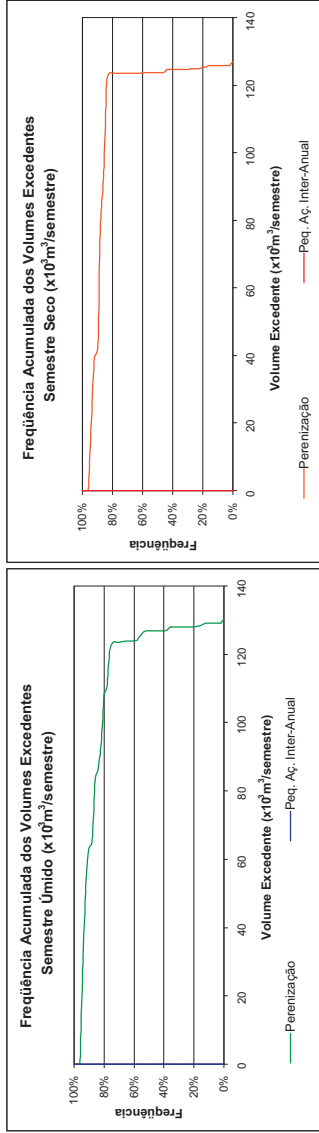 Freqüência Acumulada dos Volumes Excedentes
Semestre Úmido (x10³m³/semestre)
Freqüência
100%
80%
60%
40%
20%
0%
0 20 40 60 80 100 120 140
Volume Excedente (x10³m³/semestre)
Perenização Peq. Aç. Inter-Anual
Freqüência Acumulada dos Volumes Excedentes
Semestre Seco (x10³m³/semestre)
Freqüência
100%
80%
60%
40%
20%
0%
0 20 40 60 80 100 120 140
Volume Excedente (x10³m³/semestre)
Perenização Peq. Aç. Inter-Anual